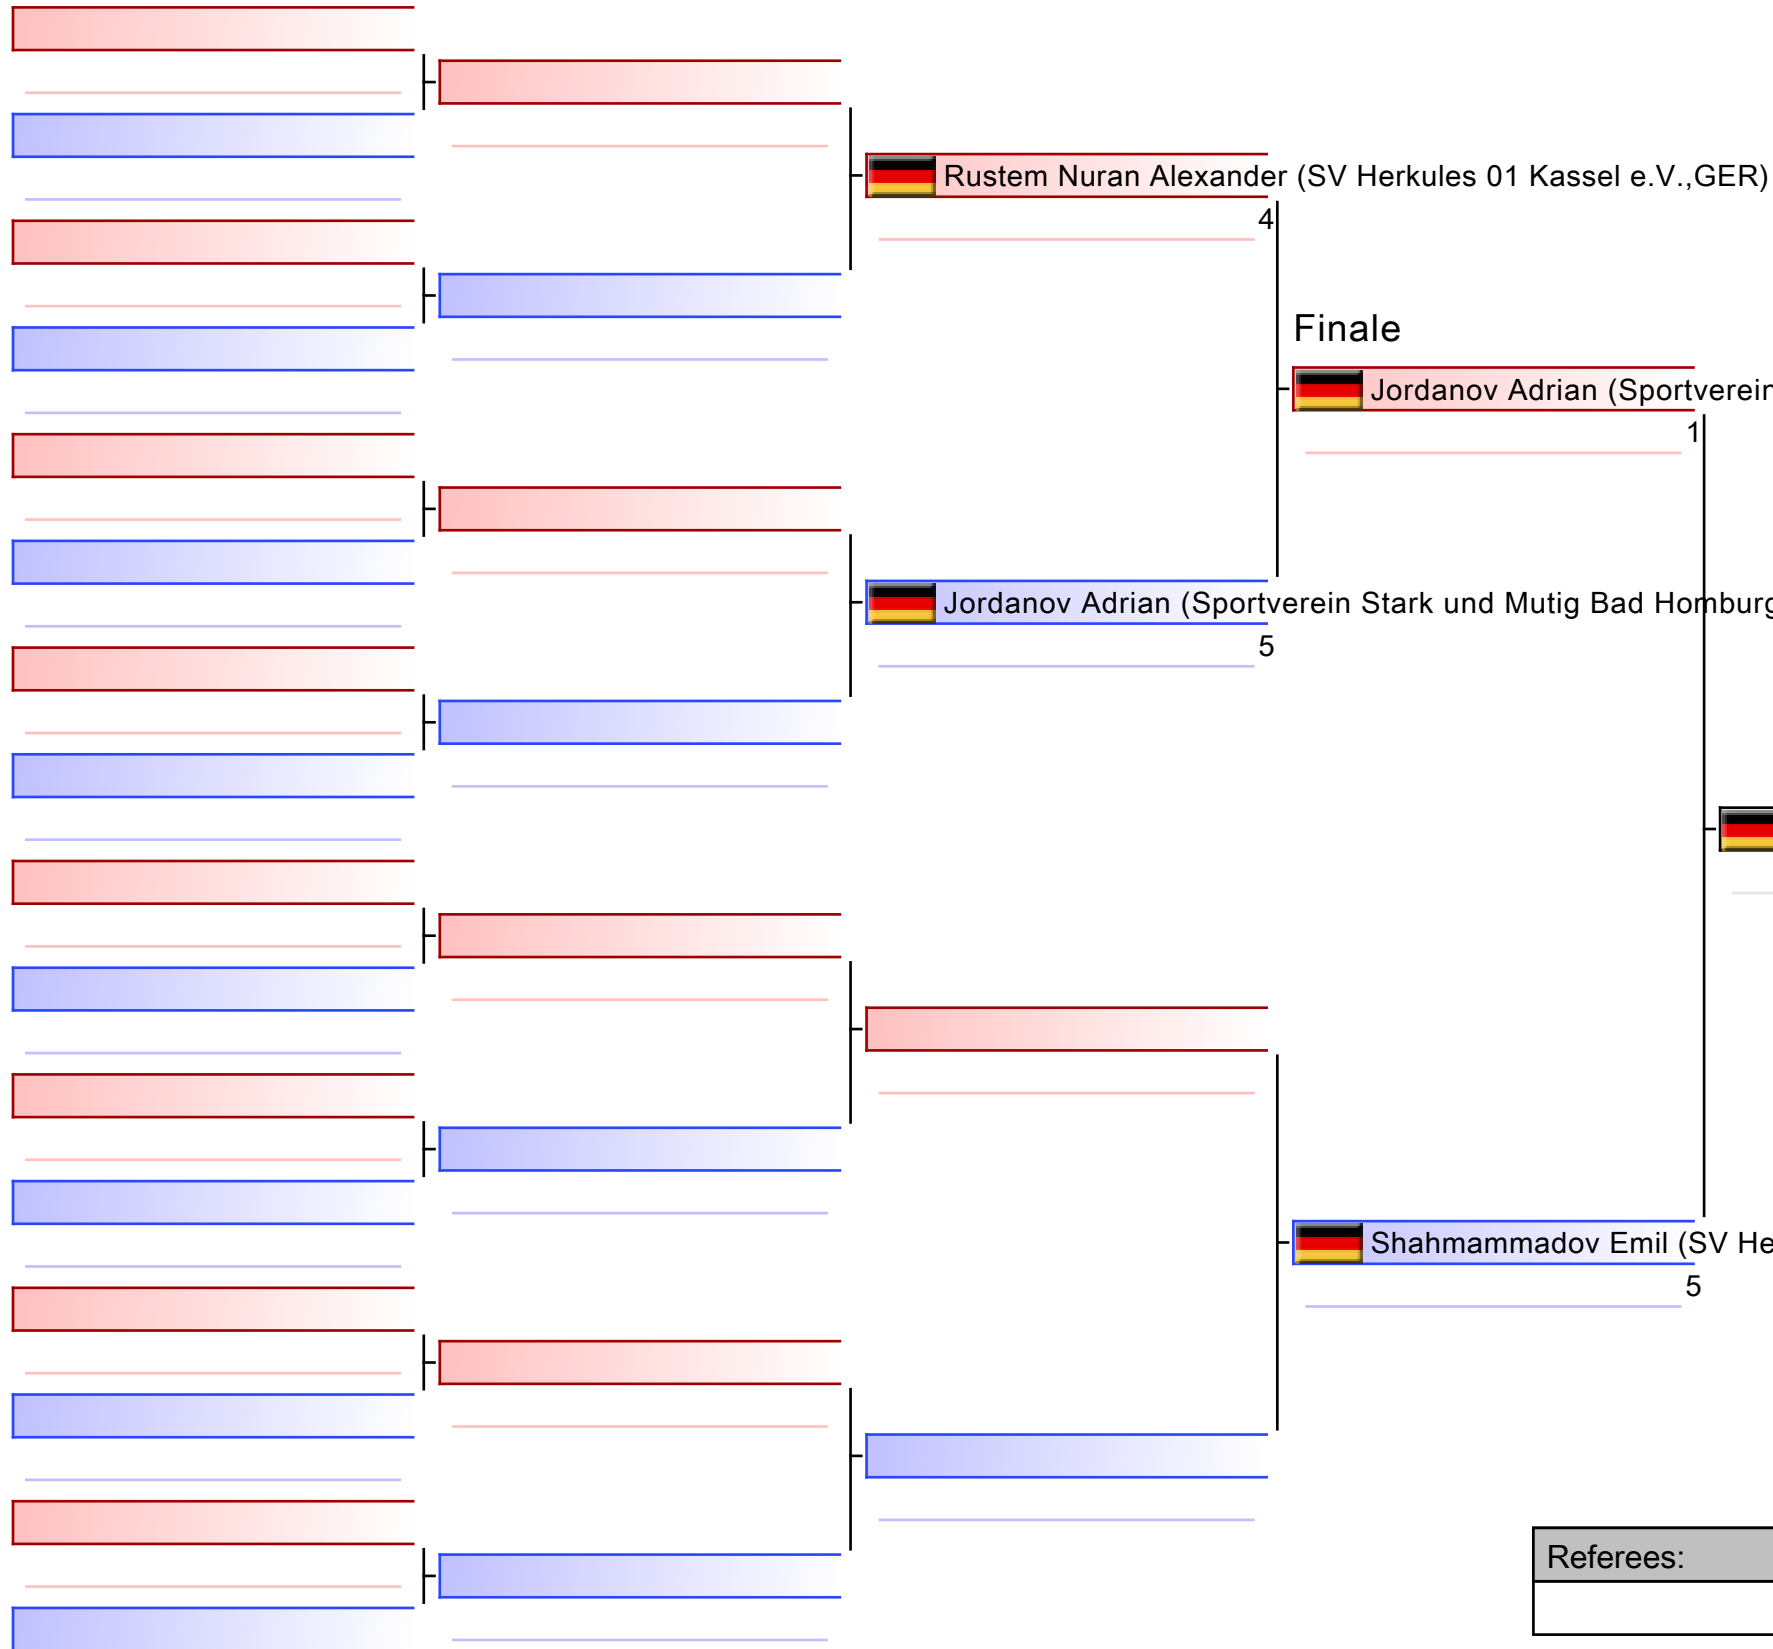 Rustem Nuran Alexander (SV Herkules 01 Kassel e.V.,GER)
4
Finale
Jordanov Adrian (Sportverein
1
Jordanov Adrian (Sportverein Stark und Mutig Bad Homburg
5
Shahmammadov Emil (SV He
5
Referees: